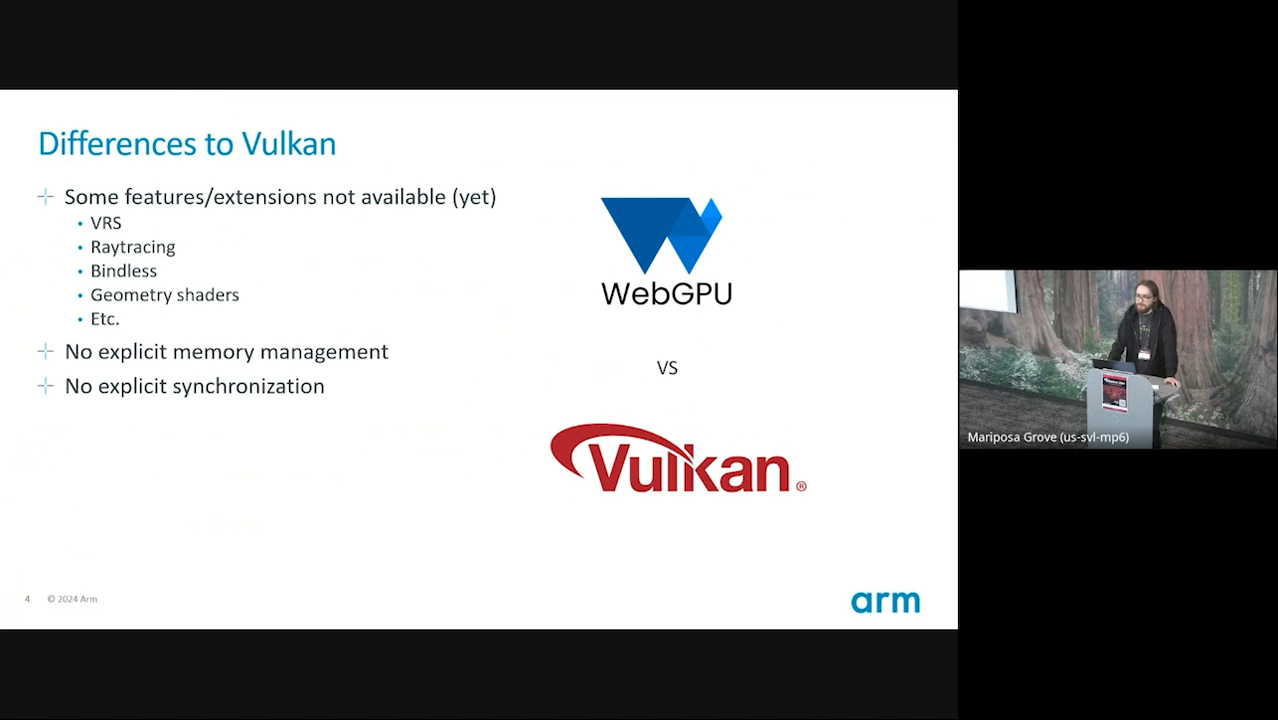 Differences to Vulkan
Some features/extensions not available (yet)
VRS
Raytracing
Bindless
Geometry shaders
Etc.
No explicit memory management
No explicit synchronization
WebGPU
VS
Vulkan®
4 © 2024 Arm
arm
Mariposa Grove (us-svl-mp6)